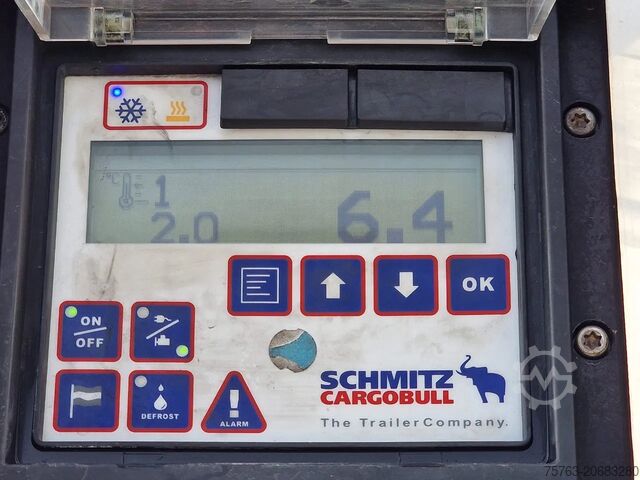 °C
1
2.0
6.4
OK
ON
OFF
DEFROST
ALARM
SCHMITZ
CARGOBULL
The TrailerCompany.
75763-20683280